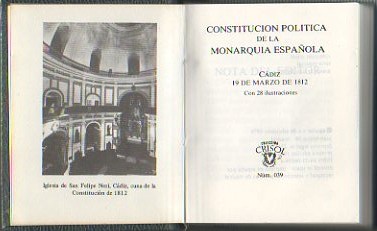 Iglesia de San Felipe Neri, Cádiz, cuna de la
Constitución de 1812
CONSTITUCION POLITICA
DE LA
MONARQUIA ESPAÑOLA
CÁDIZ
19 DE MARZO DE 1812
Con 28 ilustraciones
CRISOL
Núm. 039